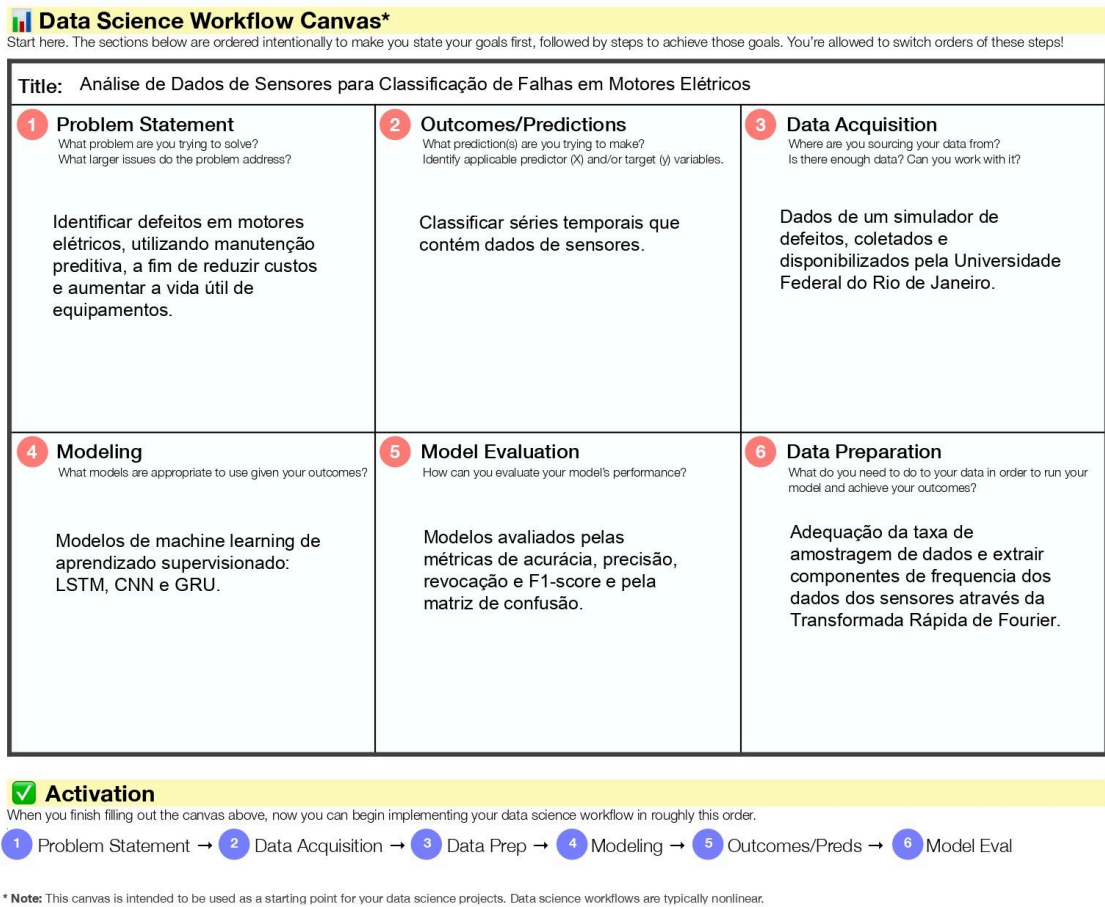 Data Science Workflow Canvas*
Start here. The sections below are ordered intentionally to make you state your goals first, followed by steps to achieve those goals. You're allowed to switch orders of these steps!
Title: Análise de Dados de Sensores para Classificação de Falhas em Motores Elétricos
1 Problem Statement
What problem are you trying to solve?
What larger issues do the problem address?
Identificar defeitos em motores
elétricos, utilizando manutenção
preditiva, a fim de reduzir custos
e aumentar a vida útil de
equipamentos.
2 Outcomes/Predictions
What prediction(s) are you trying to make?
Identify applicable predictor (X) and/or target (y) variables.
Classificar séries temporais que
contém dados de sensores.
3 Data Acquisition
Where are you sourcing your data from?
Is there enough data? Can you work with it?
Dados de um simulador de
defeitos, coletados e
disponibilizados pela Universidade
Federal do Rio de Janeiro.
4 Modeling
What models are appropriate to use given your outcomes?
Modelos de machine learning de
aprendizado supervisionado:
LSTM, CNN e GRU.
5 Model Evaluation
How can you evaluate your model's performance?
Modelos avaliados pelas
métricas de acurácia, precisão,
revocação e F1-score e pela
matriz de confusão.
6 Data Preparation
What do you need to do to your data in order to run your
model and achieve your outcomes?
Adequação da taxa de
amostragem de dados e extrair
componentes de frequencia dos
dados dos sensores através da
Transformada Rápida de Fourier.
Activation
When you finish filling out the canvas above, now you can begin implementing your data science workflow in roughly this order.
1 Problem Statement → 2 Data Acquisition → 3 Data Prep → 4 Modeling → 5 Outcomes/Preds → 6 Model Eval
* Note: This canvas is intended to be used as a starting point for your data science projects. Data science workflows are typically nonlinear.